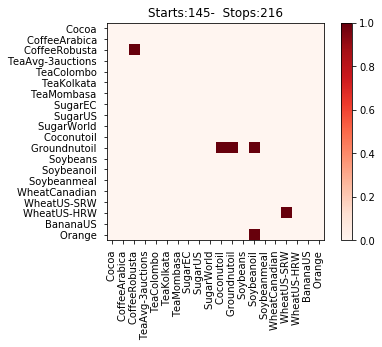 Starts:145-  Stops:216
Cocoa
CoffeeArabica
CoffeeRobusta
TeaAvg-3auctions
TeaColombo
TeaKolkata
TeaMombasa
SugarEC
SugarUS
SugarWorld
Coconutoil
Groundnutoil
Soybeans
Soybeanoil
Soybeanmeal
WheatCanadian
WheatUS-SRW
WheatUS-HRW
BananaUS
Orange
Cocoa
CoffeeArabica
CoffeeRobusta
TeaAvg-3auctions
TeaColombo
TeaKolkata
TeaMombasa
SugarEC
SugarUS
SugarWorld
Coconutoil
Groundnutoil
Soybeans
Soybeanoil
Soybeanmeal
WheatCanadian
WheatUS-SRW
WheatUS-HRW
BananaUS
Orange
1.0
0.8
0.6
0.4
0.2
0.0